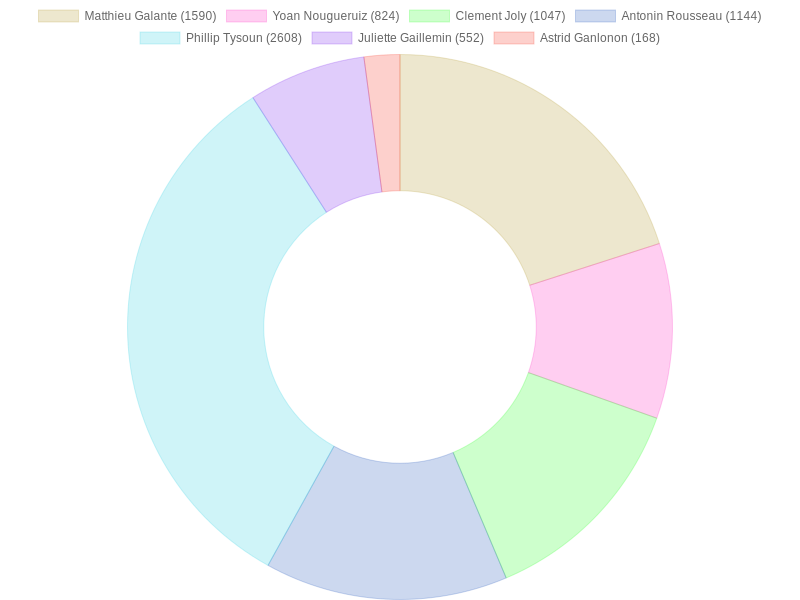 Matthieu Galante (1590) Yoan Nougueruiz (824) Clement Joly (1047) Antonin Rousseau (1144)
Phillip Tysoun (2608) Juliette Gaillemin (552) Astrid Ganlonon (168)